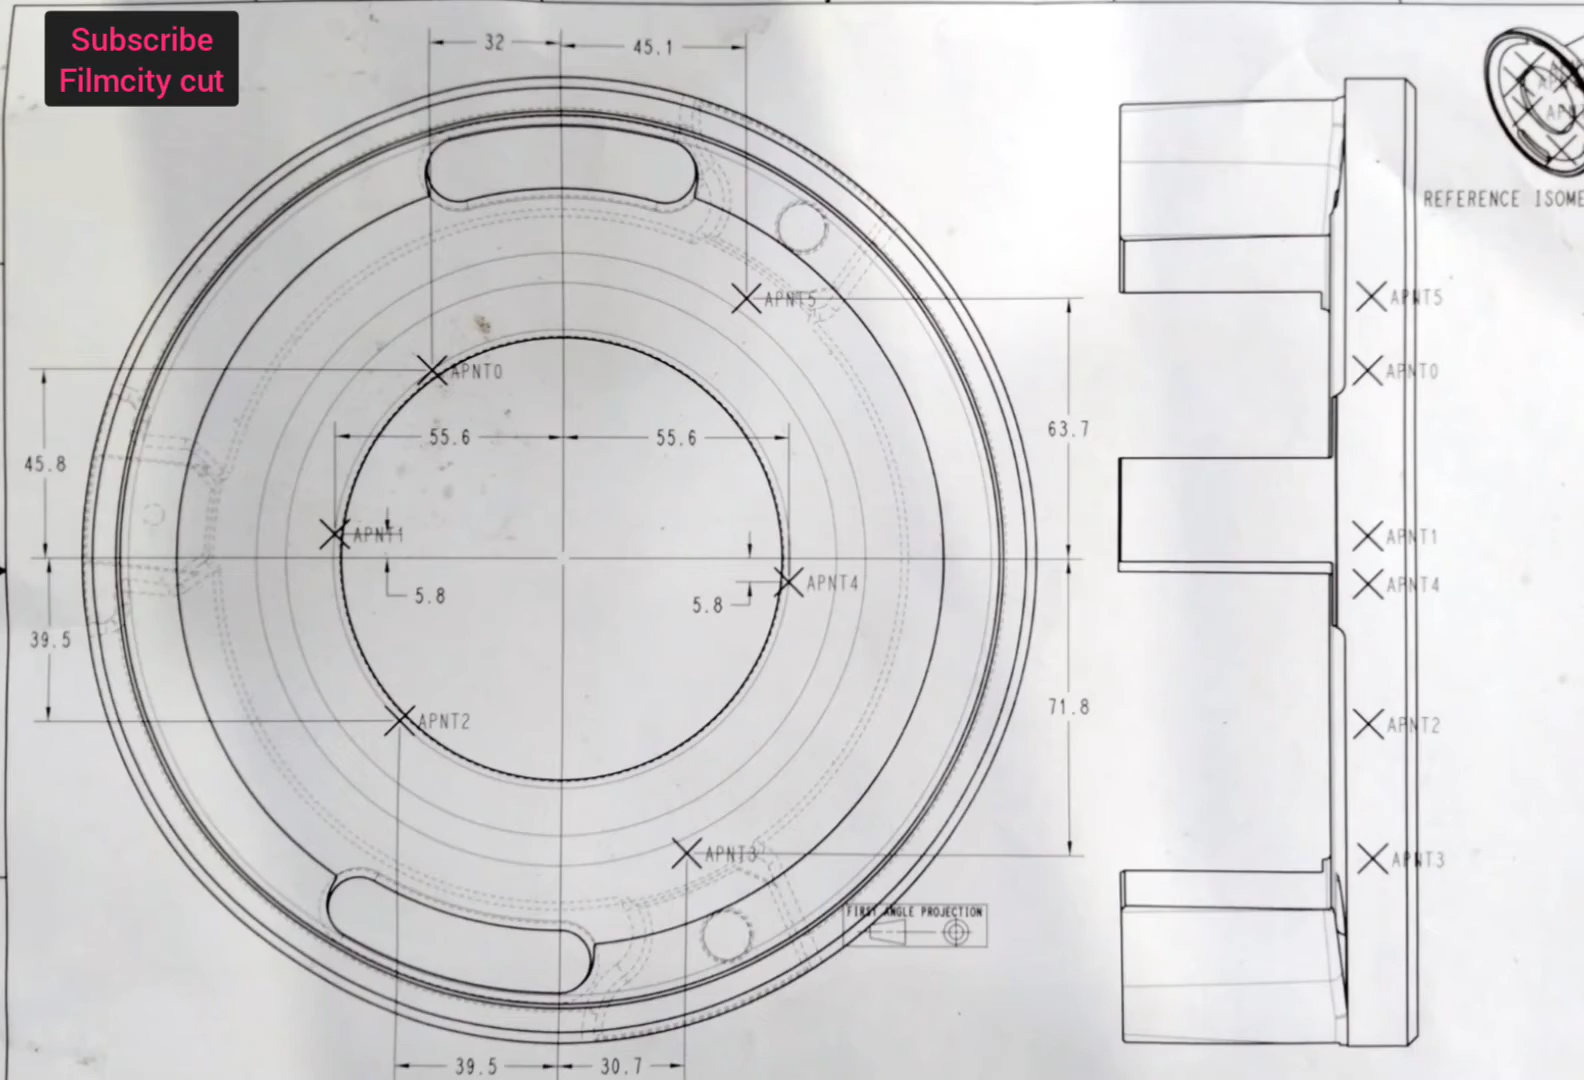 Subscribe
Filmcity cut
32
45.1
REFERENCE ISOME
APNT5
APNT5
APNT0
APNT0
63.7
55.6
55.6
45.8
APNT1
APNT1
APNT4
APNT4
5.8
5.8
39.5
71.8
APNT2
APNT2
APNT3
APNT3
FIRST ANGLE PROJECTION
39.5
30.7